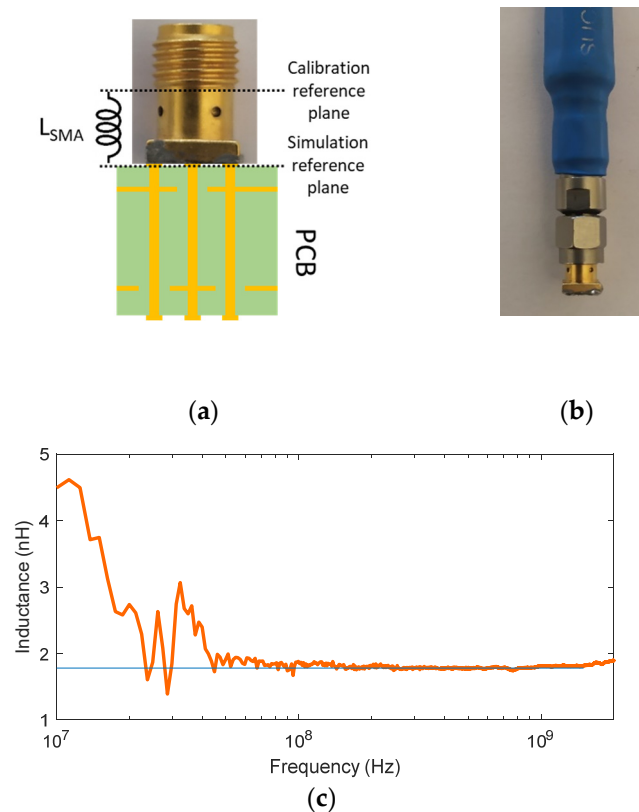 Calibration
reference
plane
L_SMA
Simulation
reference
plane
PCB
(a)
(b)
5
4
3
2
1
Inductance (nH)
10^7
10^8
10^9
Frequency (Hz)
(c)